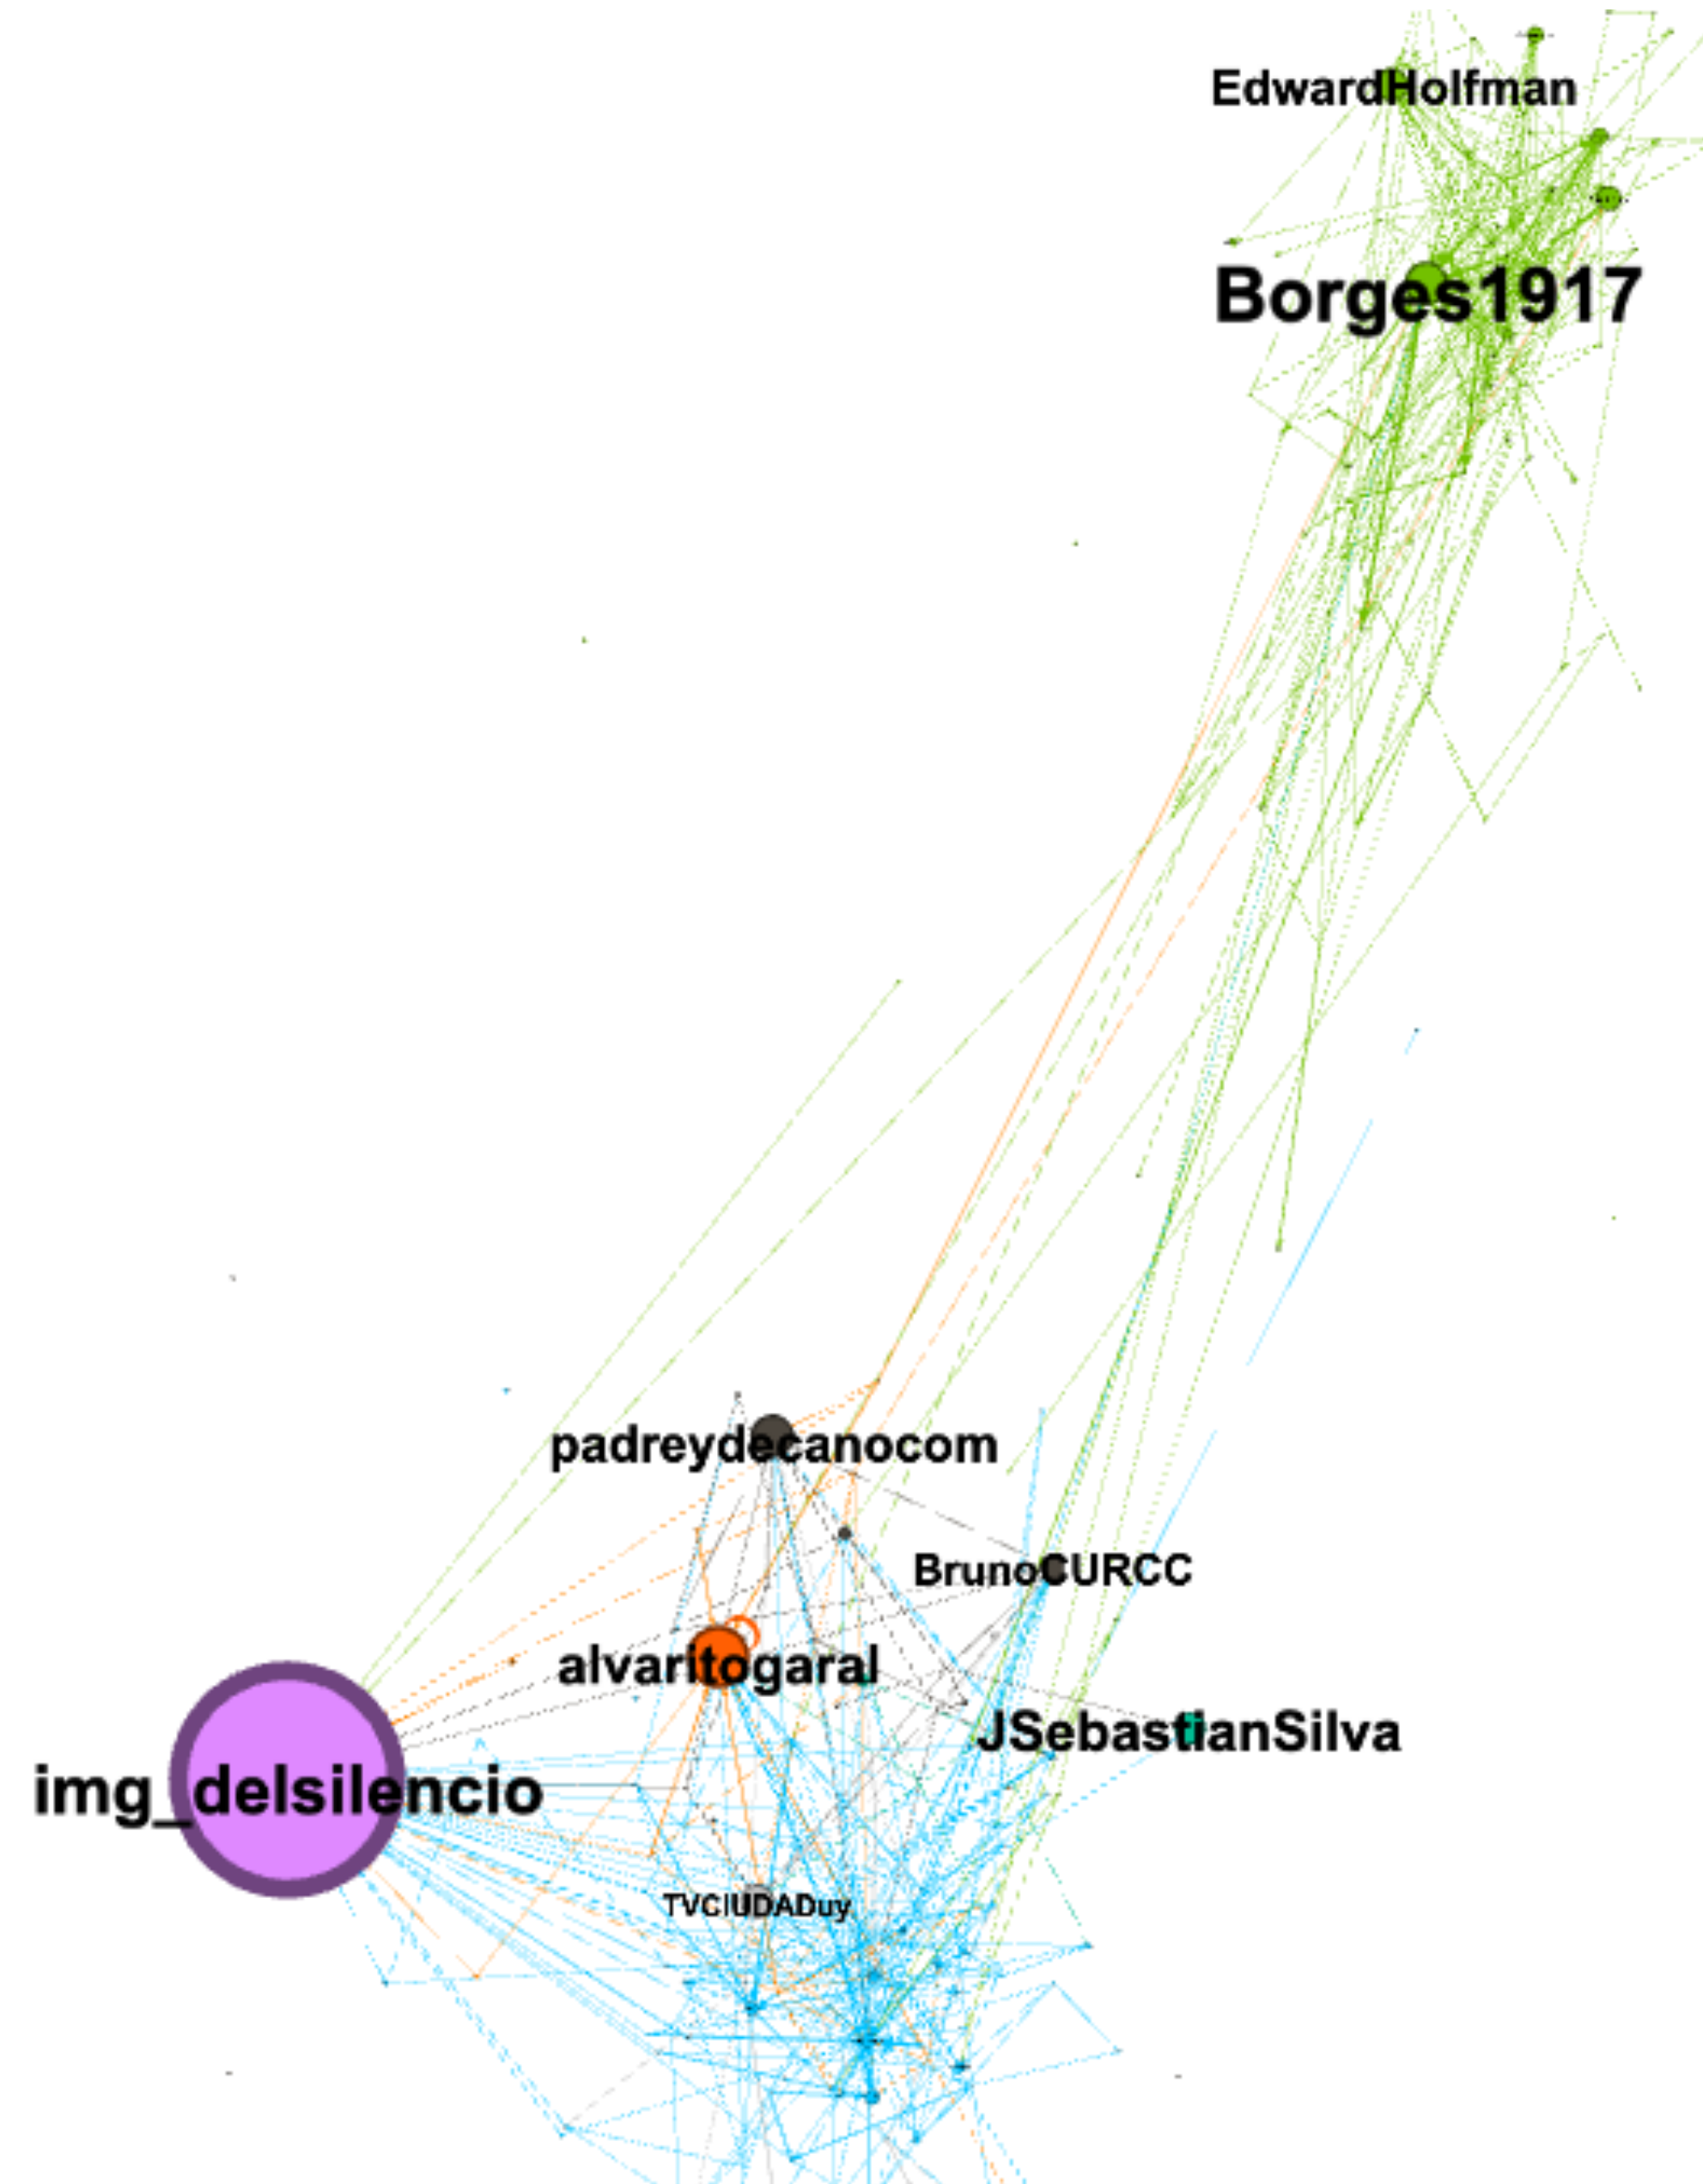 EdwardHolfman
Borges1917
padreydecanocom
BrunoCURCC
alvaritogaral
JSebastianSilva
img_delsilencio
TVCIUDADuy